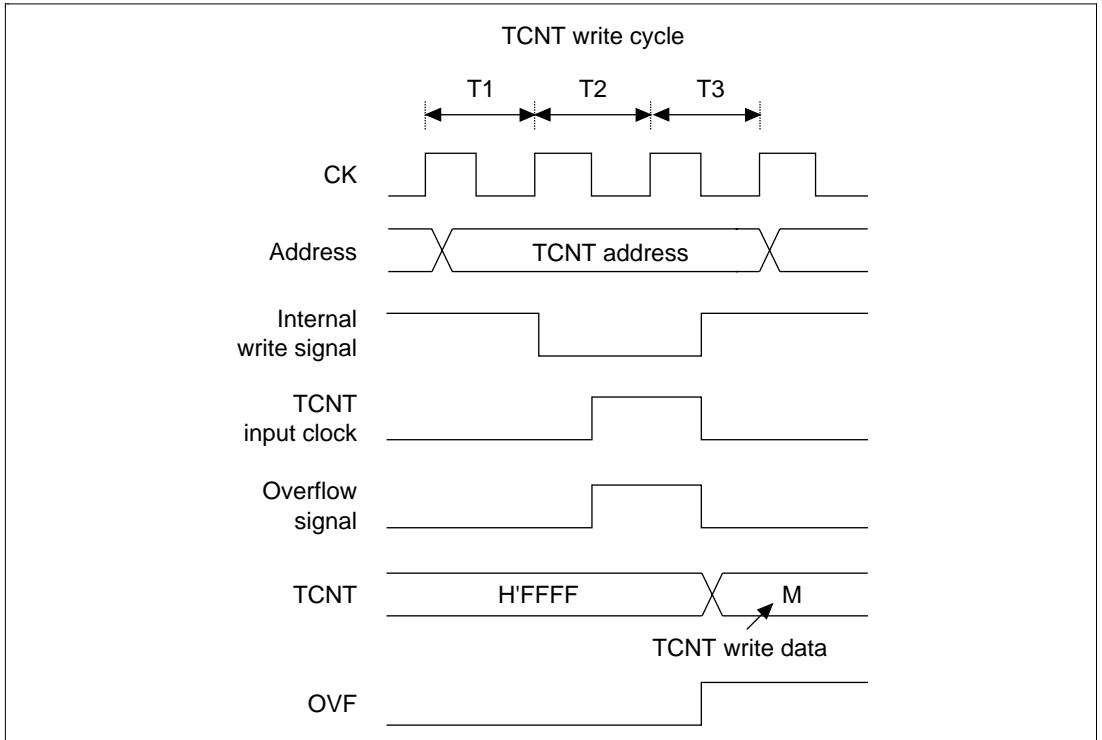 TCNT write cycle
T1 T2 T3
CK
Address
TCNT address
Internal
write signal
TCNT
input clock
Overflow
signal
TCNT
H'FFFF
M
TCNT write data
OVF